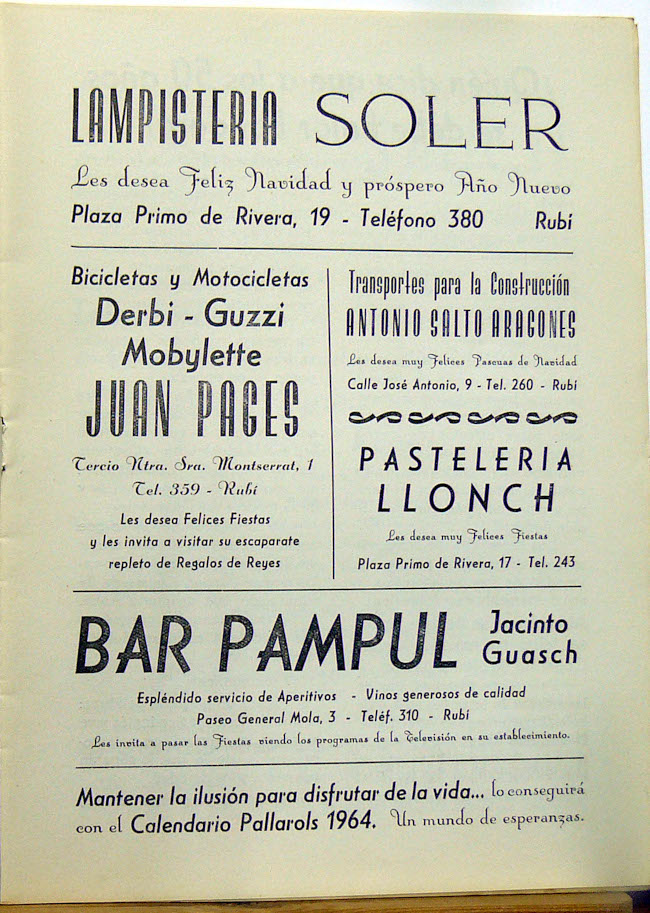 LAMPISTERIA SOLER
Les desea Feliz Navidad y próspero Año Nuevo
Plaza Primo de Rivera, 19 - Teléfono 380 Rubí
Bicicletas y Motocicletas
Derbi - Guzzi
Mobylette
JUAN PAGES
Tercio Ntra. Sra. Montserrat, 1
Tel. 359 - Rubí
Les desea Felices Fiestas
y les invita a visitar su escaparate
repleto de Regalos de Reyes
Transportes para la Construcción
ANTONIO SALTO ARAGONES
Les desea muy Felices Pascuas de Navidad
Calle José Antonio, 9 - Tel. 260 - Rubí
PASTELERIA
LLONCH
Les desea muy Felices Fiestas
Plaza Primo de Rivera, 17 - Tel. 243
BAR PAMPUL Jacinto
Guasch
Espléndido servicio de Aperitivos - Vinos generosos de calidad
Paseo General Mola, 3 - Teléf. 310 - Rubí
Les invita a pasar las Fiestas viendo los programas de la Televisión en su establecimiento.
Mantener la ilusión para disfrutar de la vida... lo conseguirá
con el Calendario Pallarols 1964. Un mundo de esperanzas.